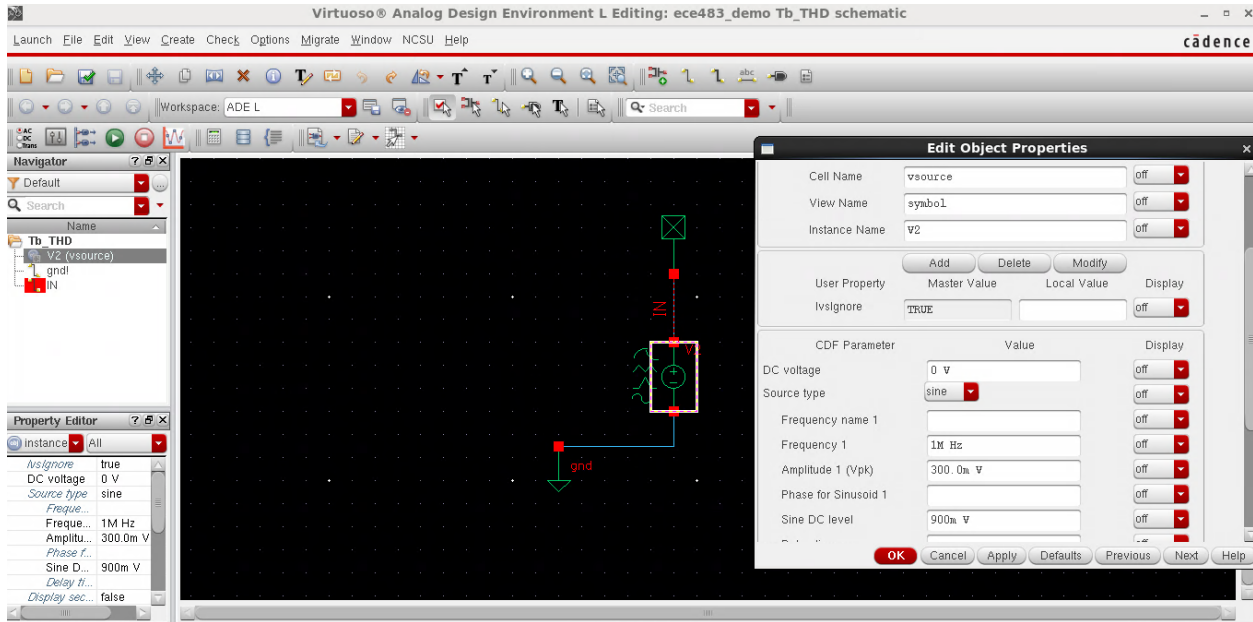 Virtuoso® Analog Design Environment L Editing: ece483_demo Tb_THD schematic
Launch File Edit View Create Check Options Migrate Window NCSU Help
cādence
Workspace: ADE L
Search
AC
DC
Trans
Navigator
Default
Search
Name
Tb_THD
V2 (vsource)
gnd!
IN
Property Editor
instance All
lvsIgnore true
DC voltage 0 V
Source type sine
Freque...
Freque... 1M Hz
Amplitu... 300.0m V
Phase f...
Sine D... 900m V
Delay ti...
Display sec... false
IN
gnd
Edit Object Properties
Cell Name vsource off
View Name symbol off
Instance Name V2 off
Add Delete Modify
User Property Master Value Local Value Display
lvsIgnore TRUE off
CDF Parameter Value Display
DC voltage 0 V off
Source type sine off
Frequency name 1 off
Frequency 1 1M Hz off
Amplitude 1 (Vpk) 300.0m V off
Phase for Sinusoid 1 off
Sine DC level 900m V off
OK Cancel Apply Defaults Previous Next Help